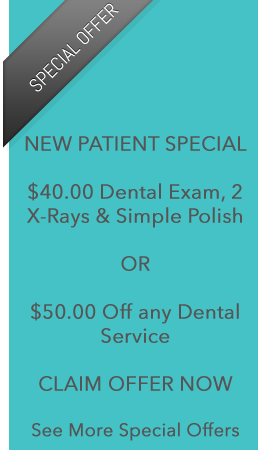 SPECIAL OFFER
NEW PATIENT SPECIAL
$40.00 Dental Exam, 2
X-Rays & Simple Polish
OR
$50.00 Off any Dental
Service
CLAIM OFFER NOW
See More Special Offers